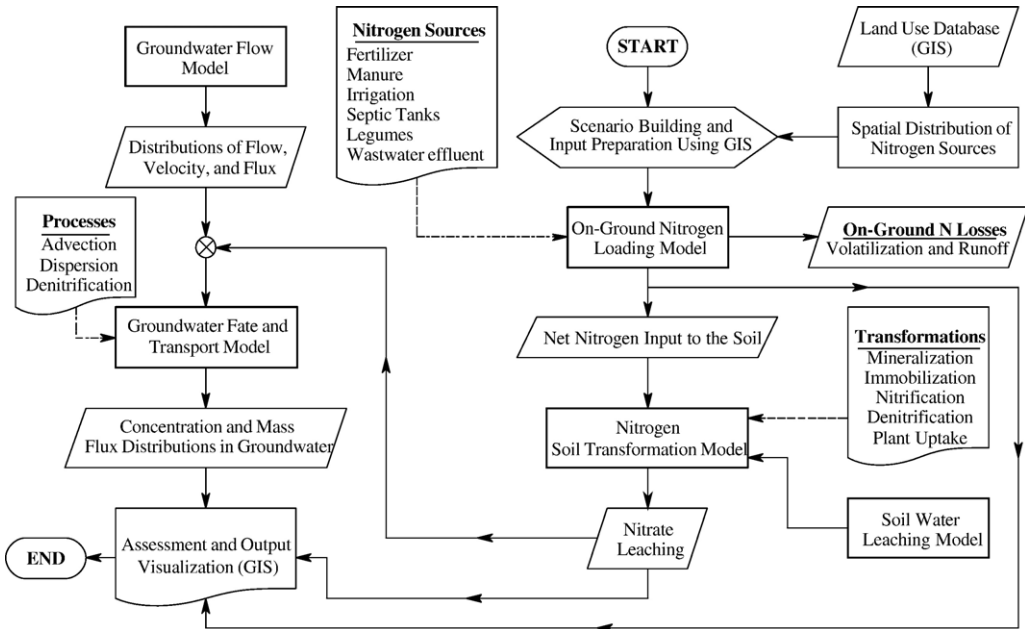 Groundwater Flow
Model
Distributions of Flow,
Velocity, and Flux
Processes
Advection
Dispersion
Denitrification
Groundwater Fate and
Transport Model
Concentration and Mass
Flux Distributions in Groundwater
Assessment and Output
Visualization (GIS)
END
Nitrogen Sources
Fertilizer
Manure
Irrigation
Septic Tanks
Legumes
Wastwater effluent
START
Scenario Building and
Input Preparation Using GIS
Land Use Database
(GIS)
Spatial Distribution of
Nitrogen Sources
On-Ground Nitrogen
Loading Model
On-Ground N Losses
Volatilization and Runoff
Net Nitrogen Input to the Soil
Transformations
Mineralization
Immobilization
Nitrification
Denitrification
Plant Uptake
Nitrogen
Soil Transformation Model
Soil Water
Leaching Model
Nitrate
Leaching